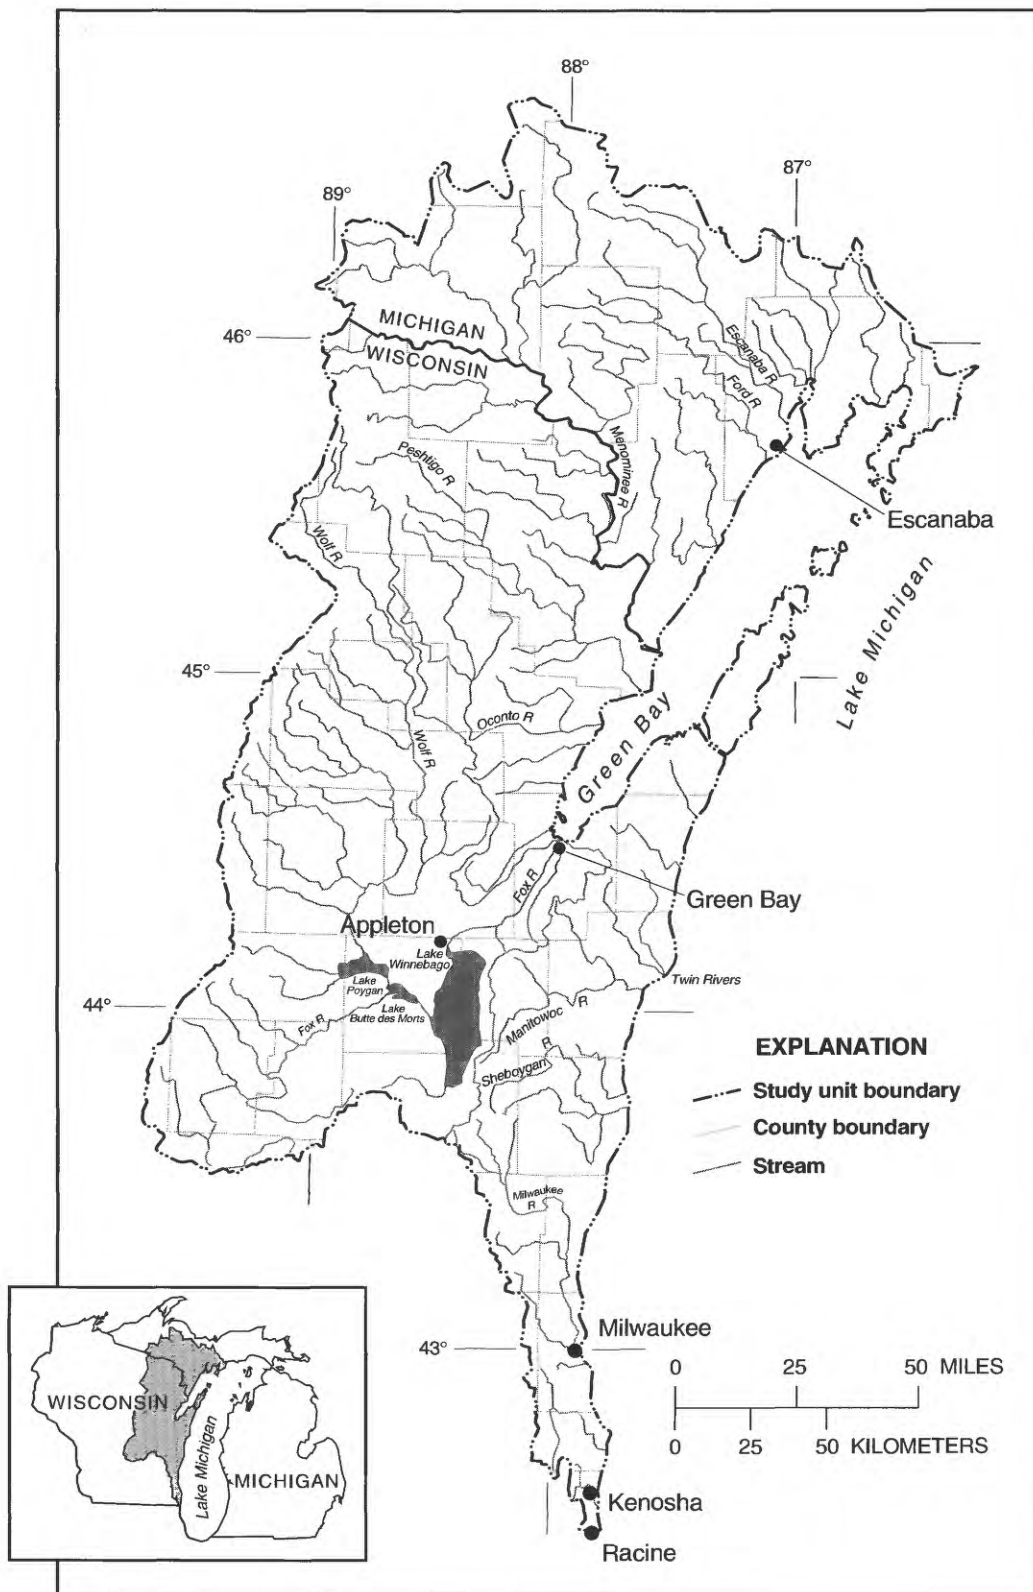 88°
87°
89°
MICHIGAN
46°
WISCONSIN
Escanaba R
Ford R
Menominee R
Peshtigo R
Escanaba
Wolf R
Lake Michigan
45°
Oconto R
Wolf R
Green Bay
Fox R
Green Bay
Appleton
Lake
Winnebago
Twin Rivers
Lake
Poygan
Lake
Butte des Morts
44°
Fox R
Manitowoc R
Sheboygan R
EXPLANATION
Study unit boundary
County boundary
Stream
Milwaukee
R
Milwaukee
43°
0 25 50 MILES
0 25 50 KILOMETERS
Kenosha
Racine
WISCONSIN
Lake Michigan
MICHIGAN